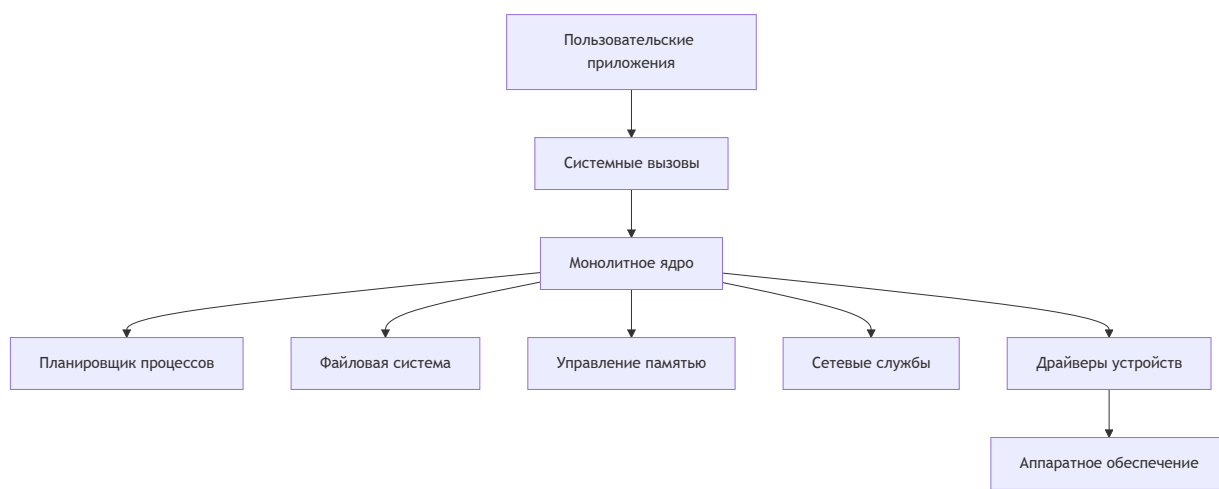 Пользовательские
приложения
Системные вызовы
Монолитное ядро
Планировщик процессов
Файловая система
Управление памятью
Сетевые службы
Драйверы устройств
Аппаратное обеспечение